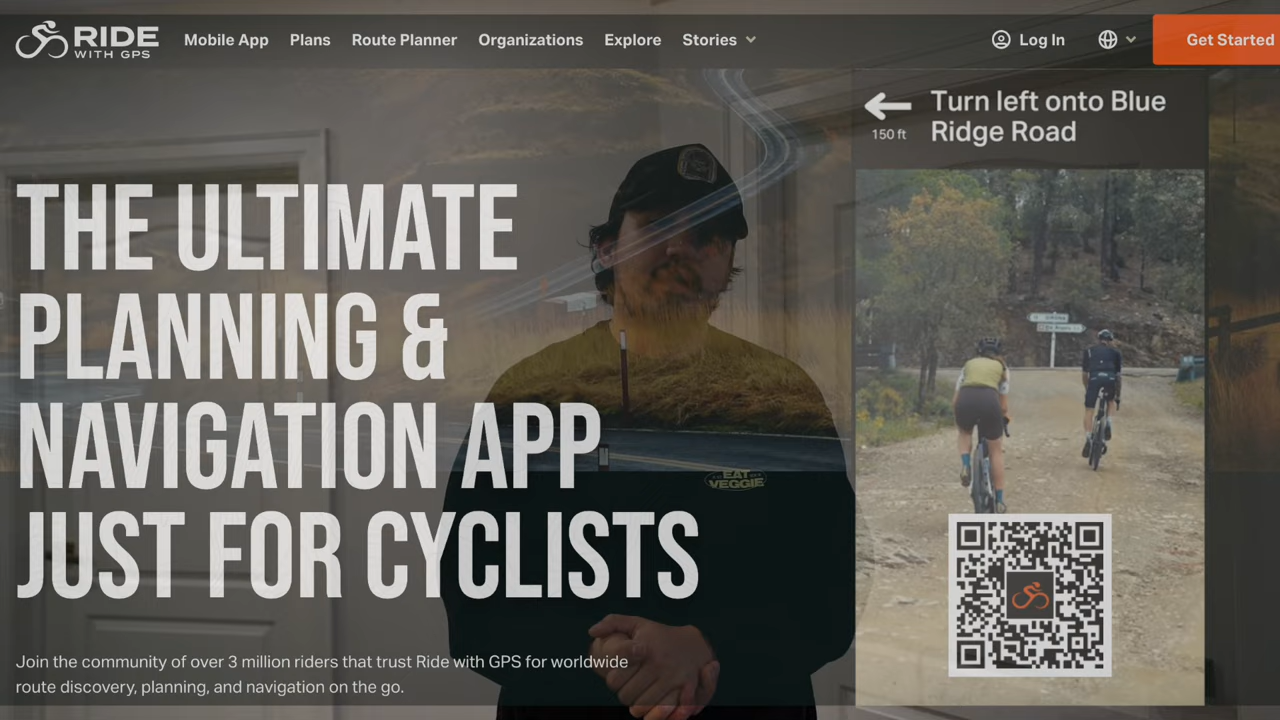 RIDE
WITH GPS
Mobile App Plans Route Planner Organizations Explore Stories Log In Get Started
Turn left onto Blue
Ridge Road
150 ft
THE ULTIMATE
PLANNING &
NAVIGATION APP
JUST FOR CYCLISTS
EAT
VEGGIE
Join the community of over 3 million riders that trust Ride with GPS for worldwide
route discovery, planning, and navigation on the go.